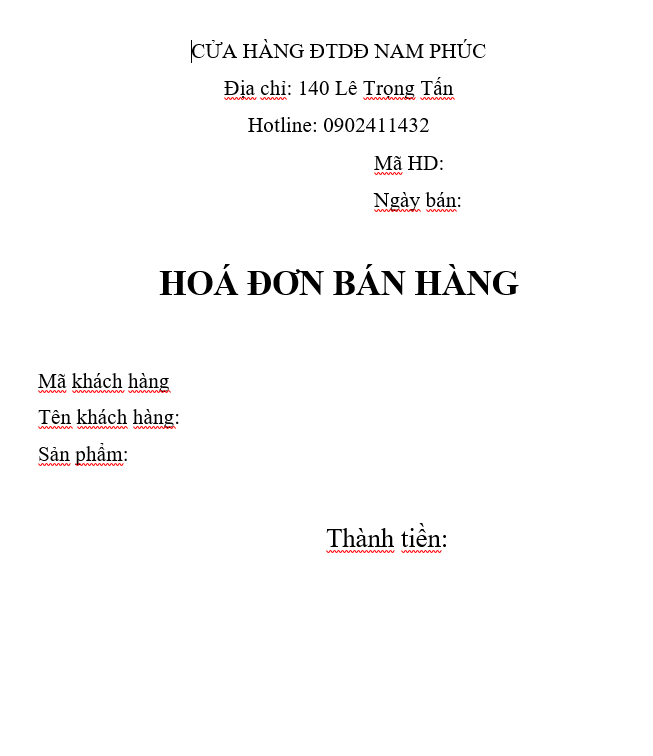 CỬA HÀNG ĐTDĐ NAM PHÚC
Địa chỉ: 140 Lê Trọng Tấn
Hotline: 0902411432
Mã HD:
Ngày bán:
HOÁ ĐƠN BÁN HÀNG
Mã khách hàng
Tên khách hàng:
Sản phẩm:
Thành tiền: